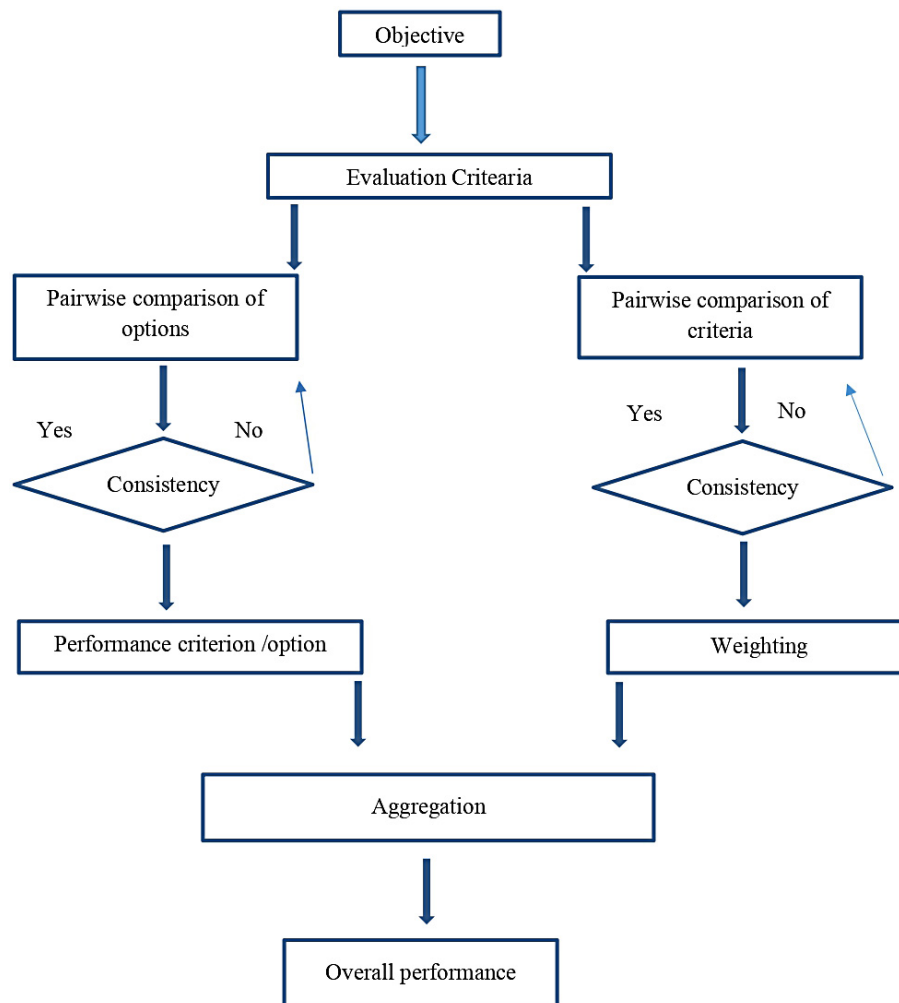 Objective
Evaluation Critearia
Pairwise comparison of
options
Pairwise comparison of
criteria
Yes
No
Yes
No
Consistency
Consistency
Performance criterion /option
Weighting
Aggregation
Overall performance